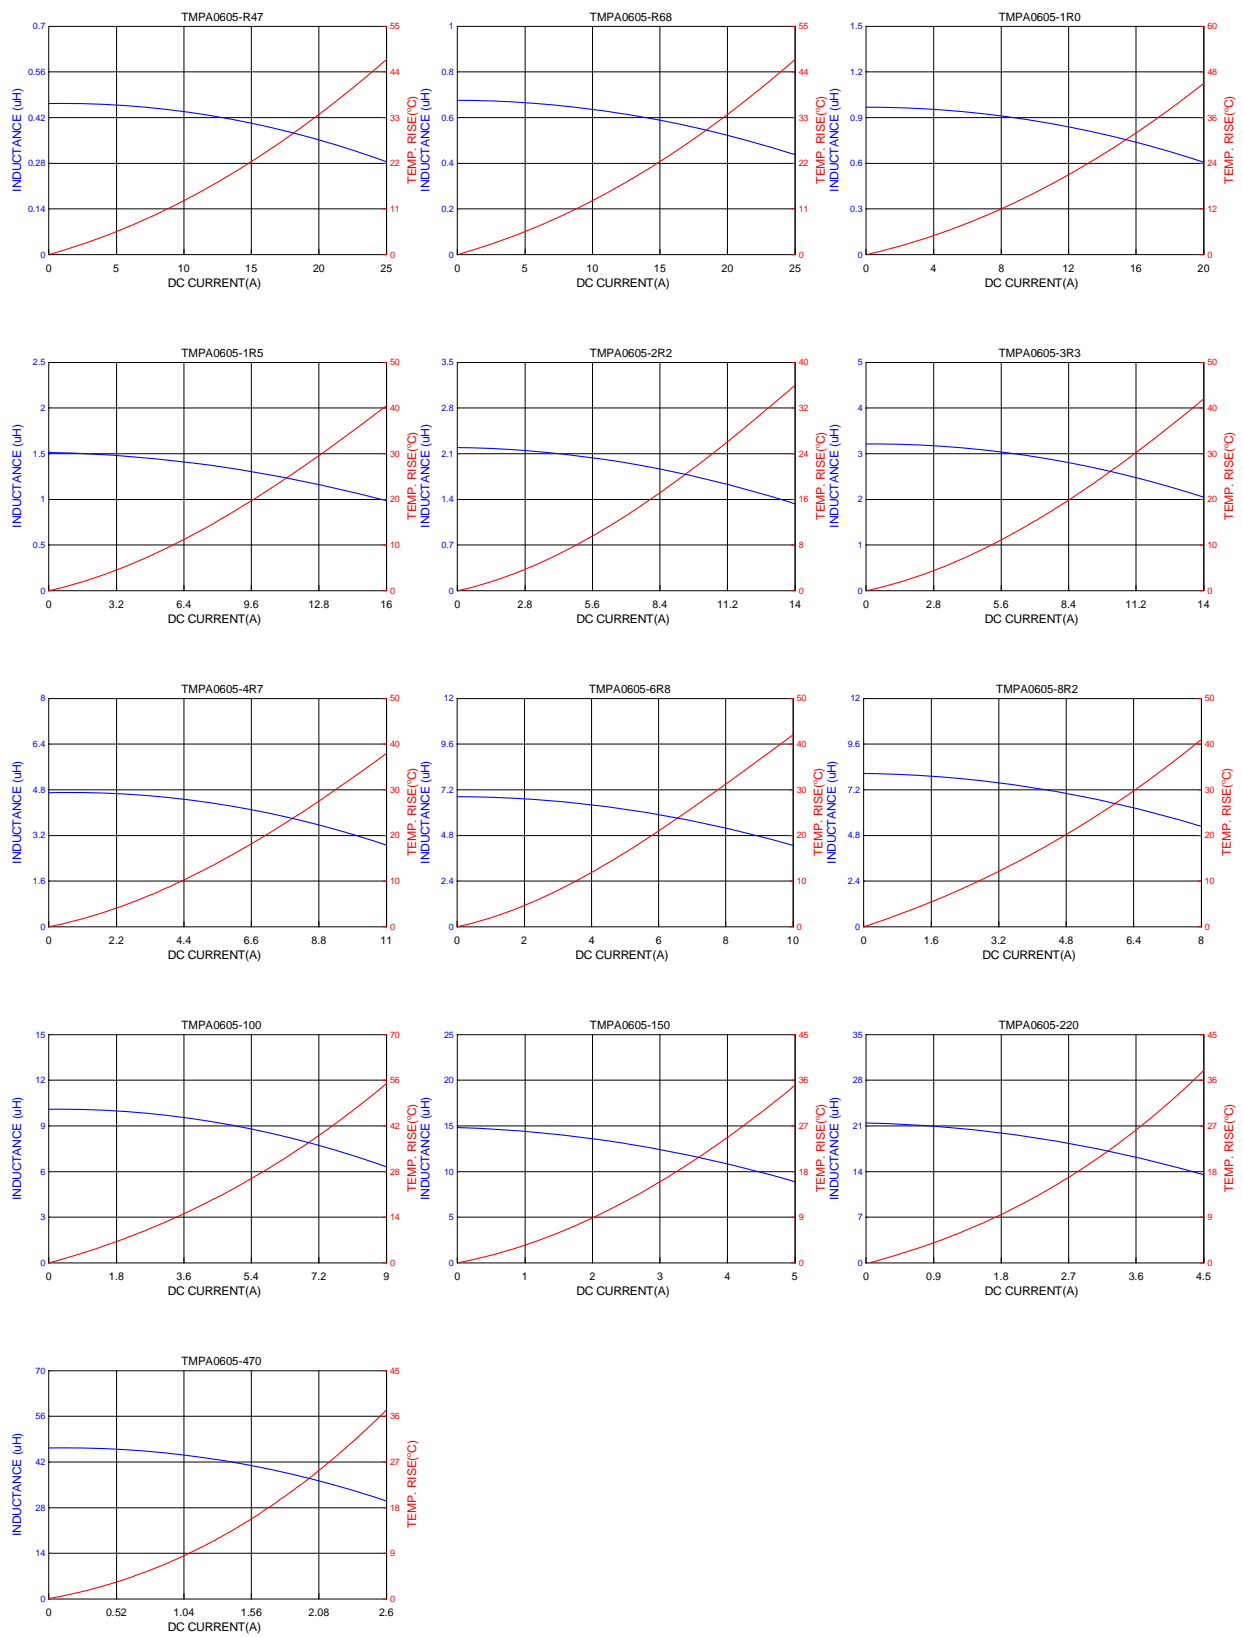 TMPA0605-R47
INDUCTANCE (uH)
0.7
0.56
0.42
0.28
0.14
0
55
44
33
22
11
0
TEMP. RISE(°C)
0 5 10 15 20 25
DC CURRENT(A)
TMPA0605-R68
INDUCTANCE (uH)
1
0.8
0.6
0.4
0.2
0
55
44
33
22
11
0
TEMP. RISE(°C)
0 5 10 15 20 25
DC CURRENT(A)
TMPA0605-1R0
INDUCTANCE (uH)
1.5
1.2
0.9
0.6
0.3
0
60
48
36
24
12
0
TEMP. RISE(°C)
0 4 8 12 16 20
DC CURRENT(A)
TMPA0605-1R5
INDUCTANCE (uH)
2.5
2
1.5
1
0.5
0
50
40
30
20
10
0
TEMP. RISE(°C)
0 3.2 6.4 9.6 12.8 16
DC CURRENT(A)
TMPA0605-2R2
INDUCTANCE (uH)
3.5
2.8
2.1
1.4
0.7
0
40
32
24
16
8
0
TEMP. RISE(°C)
0 2.8 5.6 8.4 11.2 14
DC CURRENT(A)
TMPA0605-3R3
INDUCTANCE (uH)
5
4
3
2
1
0
50
40
30
20
10
0
TEMP. RISE(°C)
0 2.8 5.6 8.4 11.2 14
DC CURRENT(A)
TMPA0605-4R7
INDUCTANCE (uH)
8
6.4
4.8
3.2
1.6
0
50
40
30
20
10
0
TEMP. RISE(°C)
0 2.2 4.4 6.6 8.8 11
DC CURRENT(A)
TMPA0605-6R8
INDUCTANCE (uH)
12
9.6
7.2
4.8
2.4
0
50
40
30
20
10
0
TEMP. RISE(°C)
0 2 4 6 8 10
DC CURRENT(A)
TMPA0605-8R2
INDUCTANCE (uH)
12
9.6
7.2
4.8
2.4
0
50
40
30
20
10
0
TEMP. RISE(°C)
0 1.6 3.2 4.8 6.4 8
DC CURRENT(A)
TMPA0605-100
INDUCTANCE (uH)
15
12
9
6
3
0
70
56
42
28
14
0
TEMP. RISE(°C)
0 1.8 3.6 5.4 7.2 9
DC CURRENT(A)
TMPA0605-150
INDUCTANCE (uH)
25
20
15
10
5
0
45
36
27
18
9
0
TEMP. RISE(°C)
0 1 2 3 4 5
DC CURRENT(A)
TMPA0605-220
INDUCTANCE (uH)
35
28
21
14
7
0
45
36
27
18
9
0
TEMP. RISE(°C)
0 0.9 1.8 2.7 3.6 4.5
DC CURRENT(A)
TMPA0605-470
INDUCTANCE (uH)
70
56
42
28
14
0
45
36
27
18
9
0
TEMP. RISE(°C)
0 0.52 1.04 1.56 2.08 2.6
DC CURRENT(A)